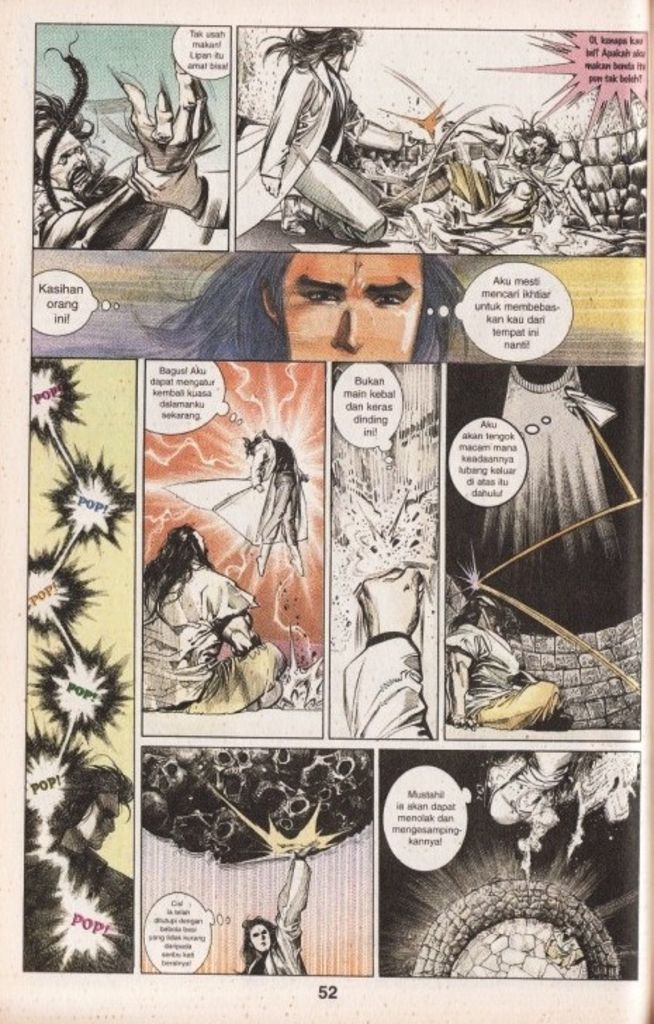 Tak usah
makan!
Lipan itu
amat bisa!
Oi, kenapa kau
ini? Apakah aku
makan benda itu
pun tak boleh?
Kasihan
orang
ini!
Aku mesti
mencari ikhtiar
untuk membebas-
kan kau dari
tempat ini
nanti!
POP!
POP!
POP!
POP!
POP!
POP!
Bagus! Aku
dapat mengatur
kembali kuasa
dalamanku
sekarang.
Bukan
main kebal
dan keras
dinding
ini!
Aku
akan tengok
macam mana
keadaannya
lubang keluar
di atas itu
dahulu!
Cis!
Ia telah
ditutupi dengan
bebola besi
yang tidak kurang
daripada
seribu kati
beratnya!
Mustahil
ia akan dapat
menolak dan
mengesamping-
kannya!
52